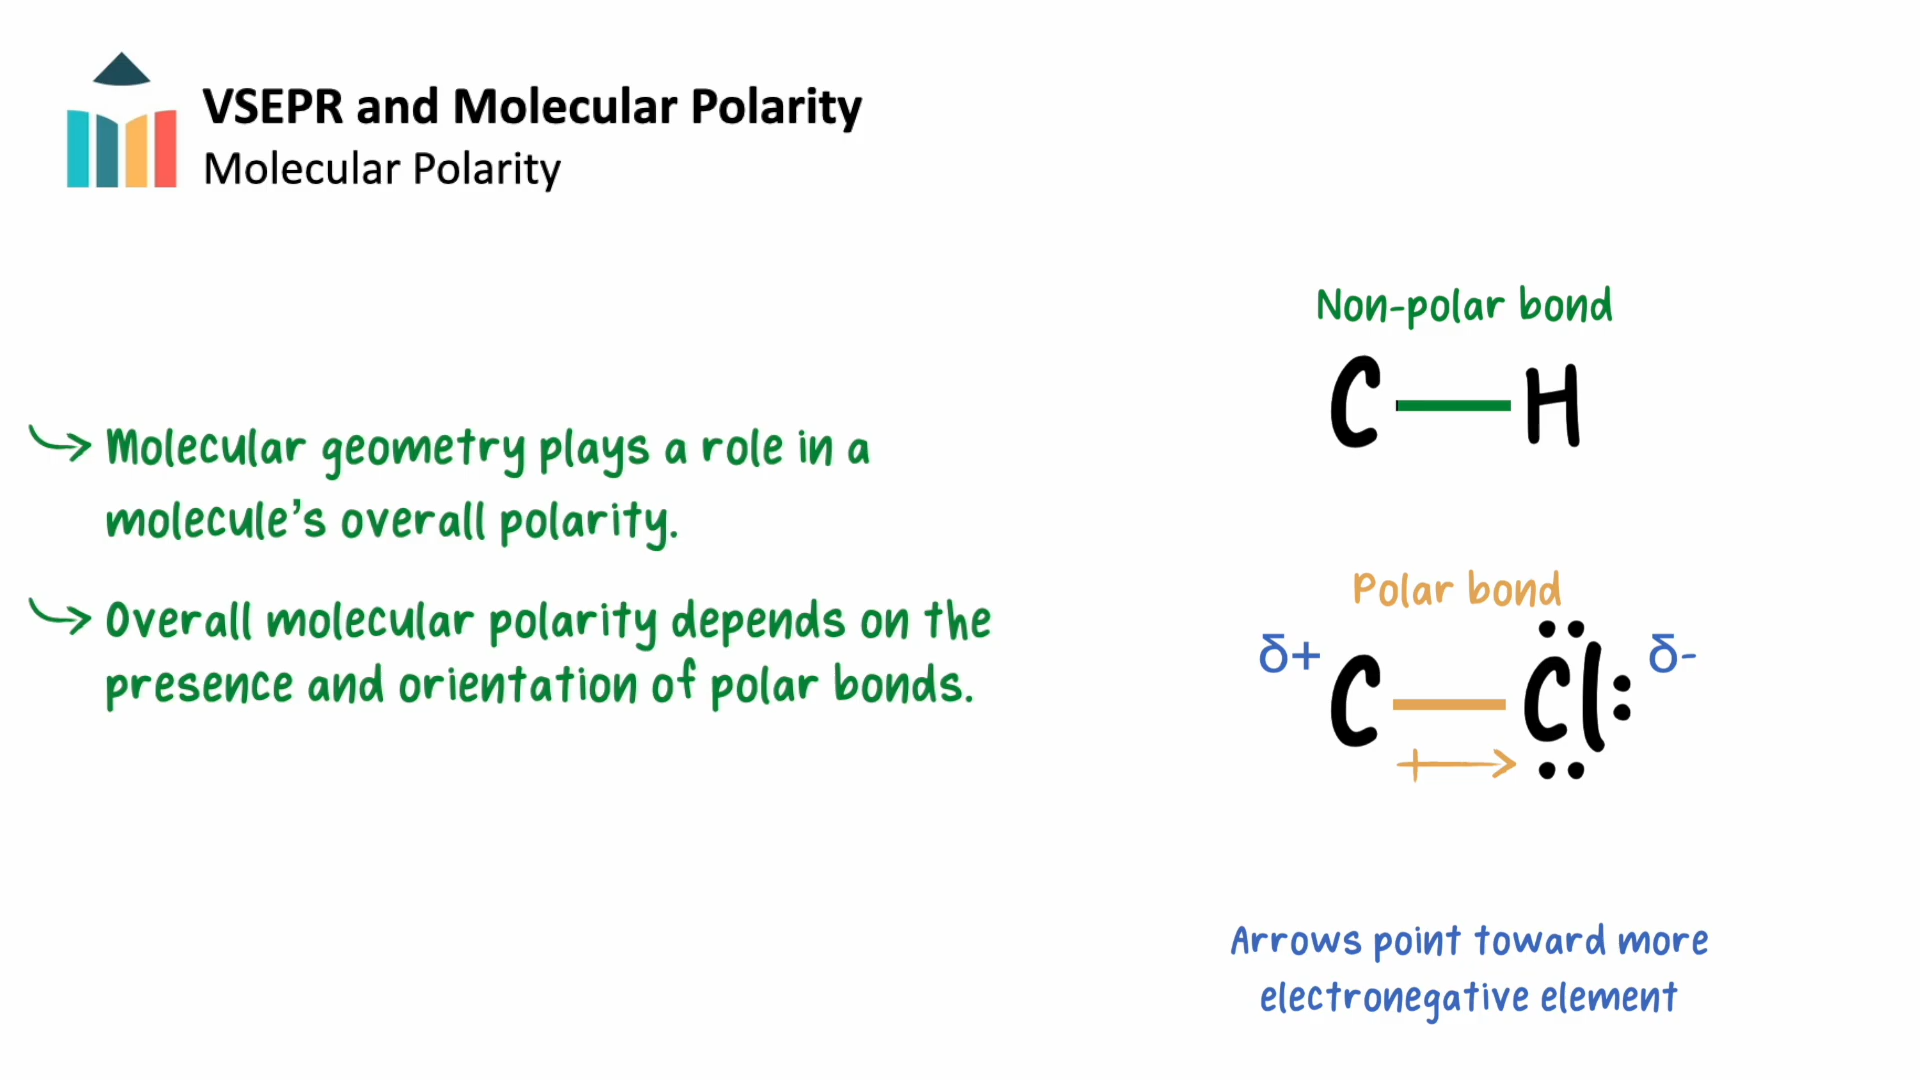 VSEPR and Molecular Polarity
Molecular Polarity
Molecular geometry plays a role in a
molecule's overall polarity.
Overall molecular polarity depends on the
presence and orientation of polar bonds.
Non-polar bond
C H
Polar bond
δ+ C Cl δ-
Arrows point toward more
electronegative element